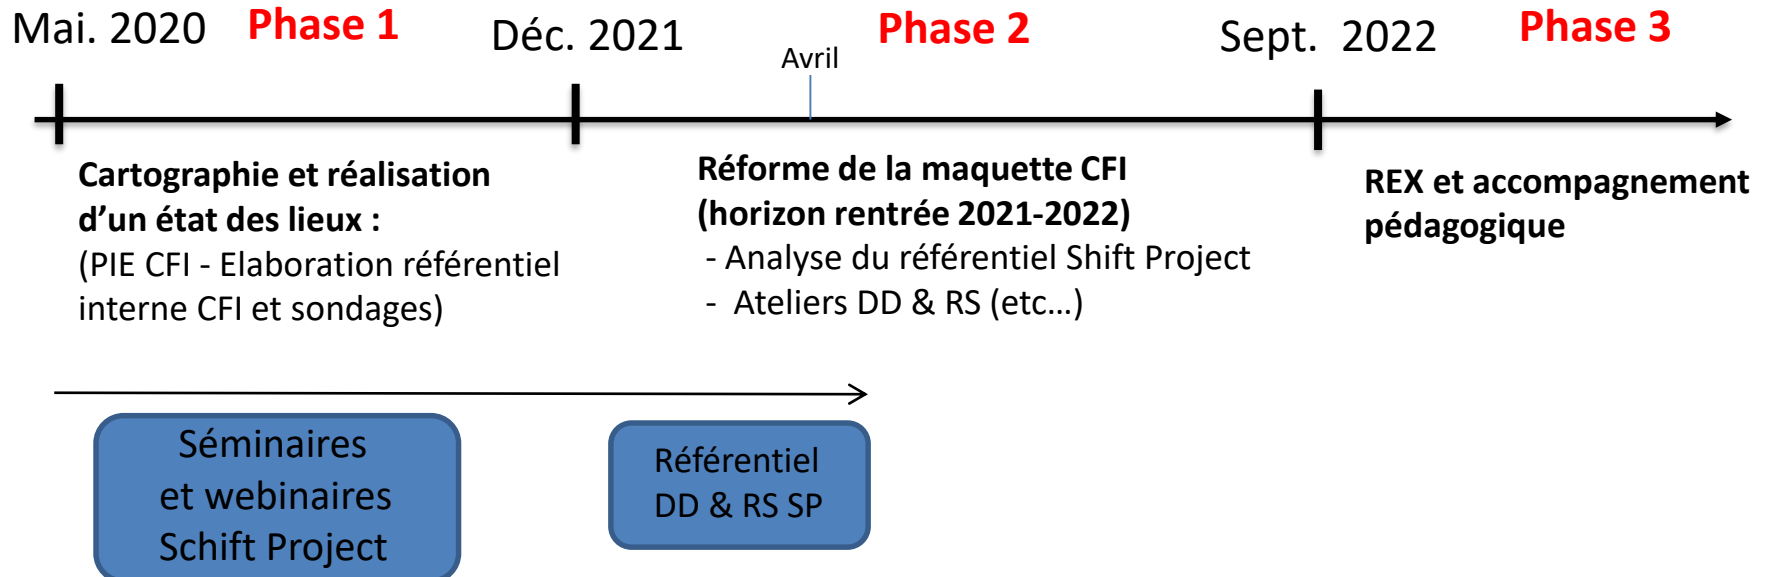 Mai. 2020
Phase 1
Déc. 2021
Avril
Phase 2
Sept. 2022
Phase 3
Cartographie et réalisation
d’un état des lieux :
(PIE CFI - Elaboration référentiel
interne CFI et sondages)
Réforme de la maquette CFI
(horizon rentrée 2021-2022)
- Analyse du référentiel Shift Project
- Ateliers DD & RS (etc…)
REX et accompagnement
pédagogique
Séminaires
et webinaires
Schift Project
Référentiel
DD & RS SP